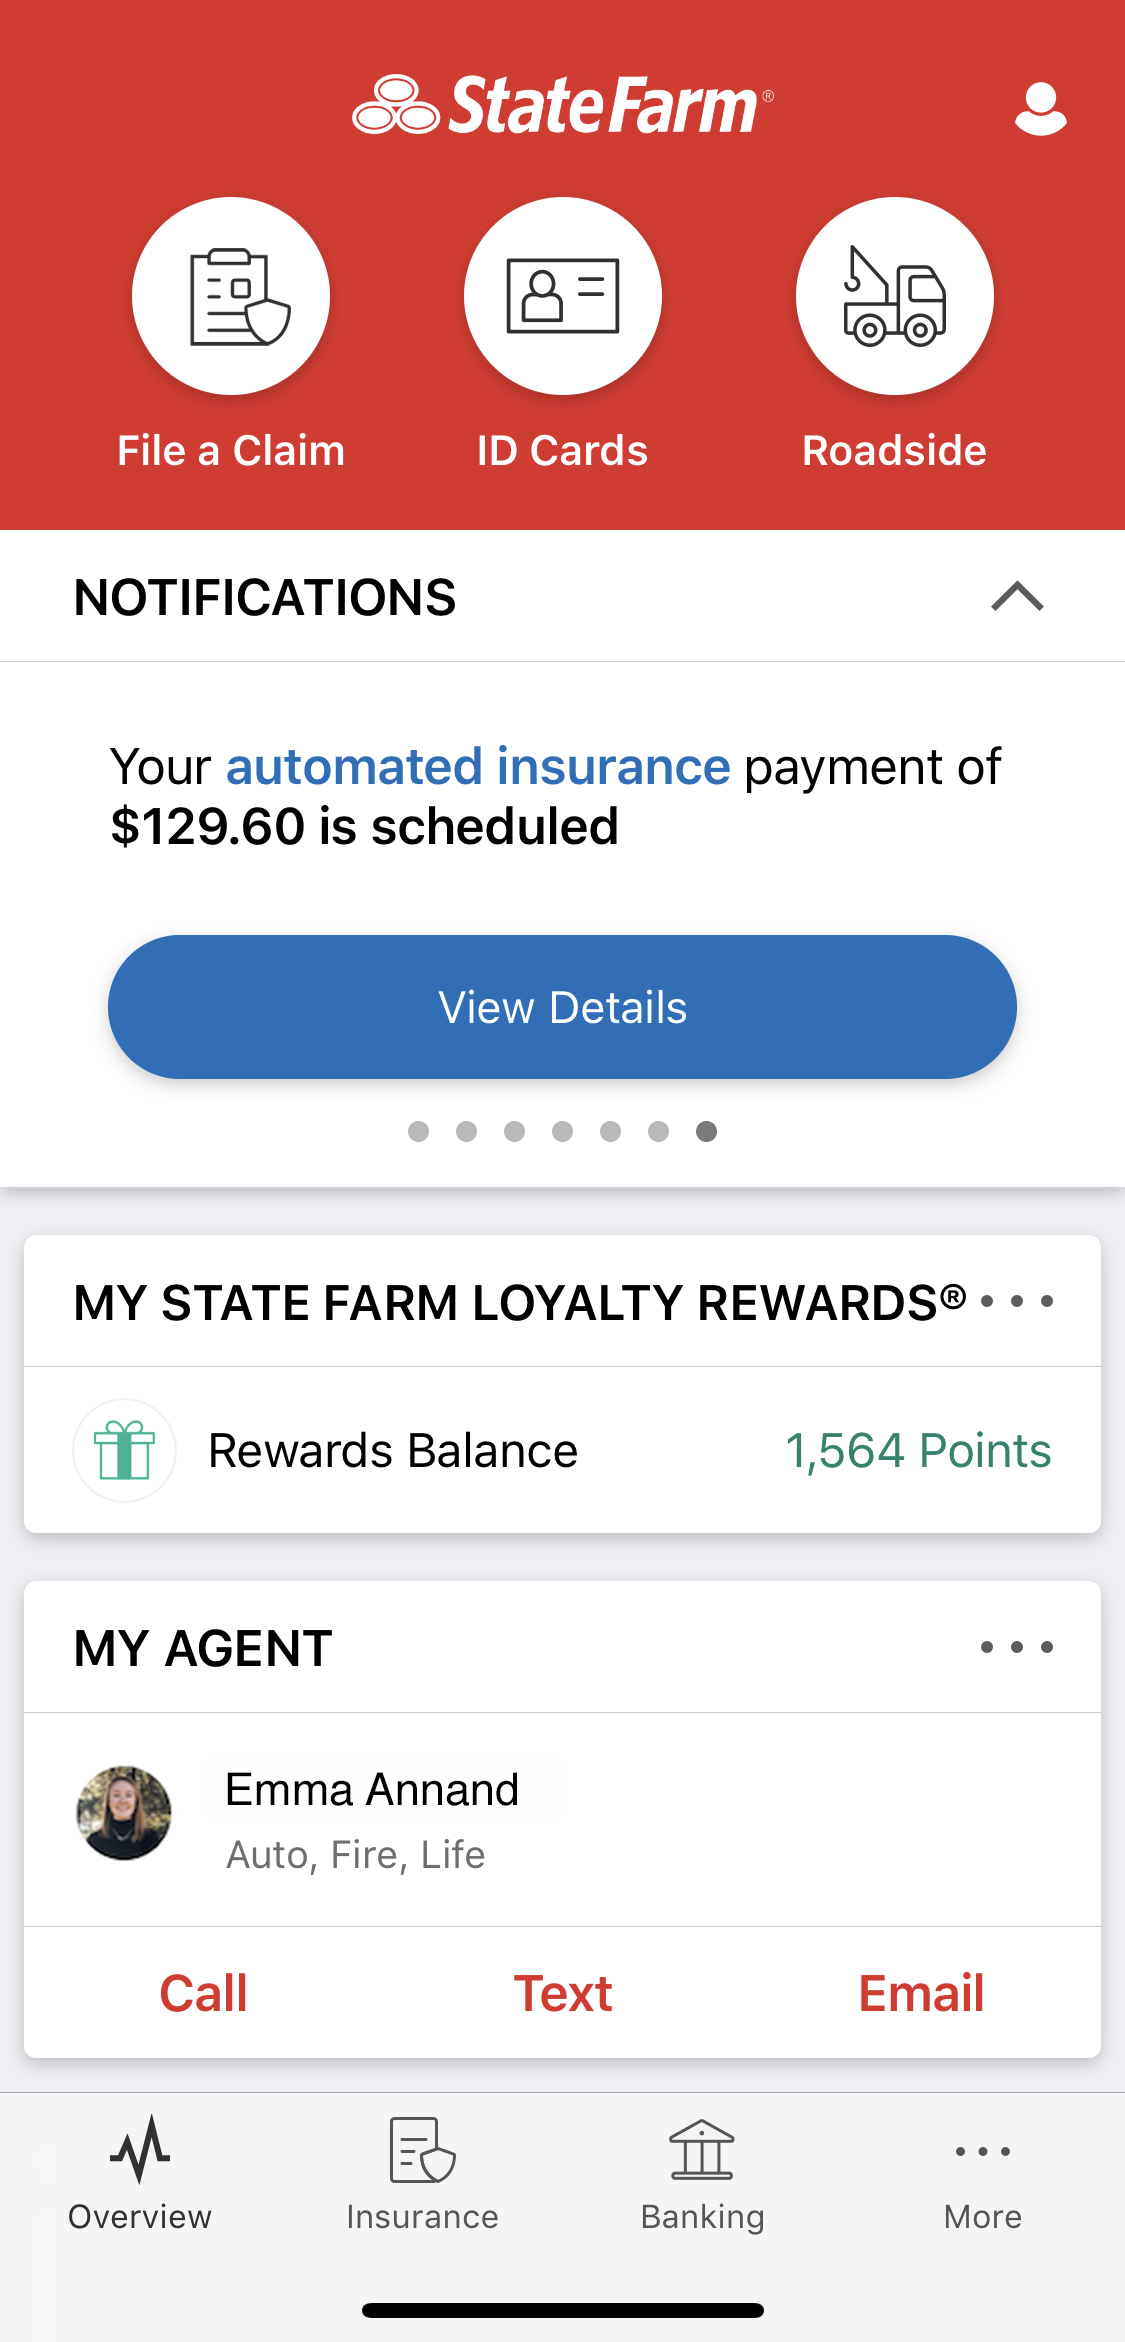 State Farm®
File a Claim
ID Cards
Roadside
NOTIFICATIONS
Your automated insurance payment of
$129.60 is scheduled
View Details
MY STATE FARM LOYALTY REWARDS®
Rewards Balance
1,564 Points
MY AGENT
Emma Annand
Auto, Fire, Life
Call
Text
Email
Overview
Insurance
Banking
More